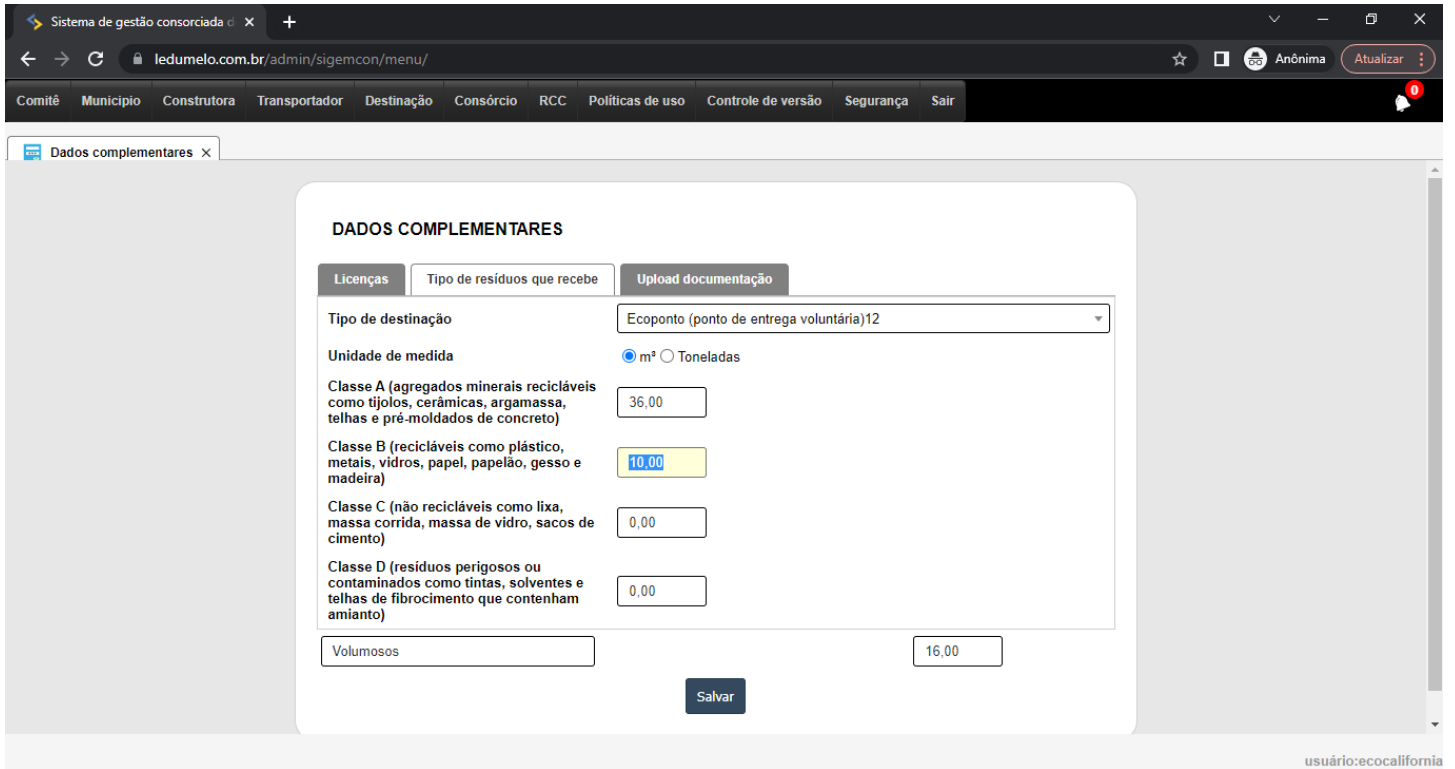 Sistema de gestão consorciada d
ledumelo.com.br/admin/sigemcon/menu/
Anônima
Atualizar
Comitê Municipio Construtora Transportador Destinação Consórcio RCC Políticas de uso Controle de versão Segurança Sair
0
Dados complementares
DADOS COMPLEMENTARES
Licenças Tipo de resíduos que recebe Upload documentação
Tipo de destinação Ecoponto (ponto de entrega voluntária)12
Unidade de medida m³ Toneladas
Classe A (agregados minerais recicláveis
como tijolos, cerâmicas, argamassa,
telhas e pré-moldados de concreto)
36,00
Classe B (recicláveis como plástico,
metais, vidros, papel, papelão, gesso e
madeira)
10,00
Classe C (não recicláveis como lixa,
massa corrida, massa de vidro, sacos de
cimento)
0,00
Classe D (resíduos perigosos ou
contaminados como tintas, solventes e
telhas de fibrocimento que contenham
amianto)
0,00
Volumosos 16,00
Salvar
usuário:ecocalifornia